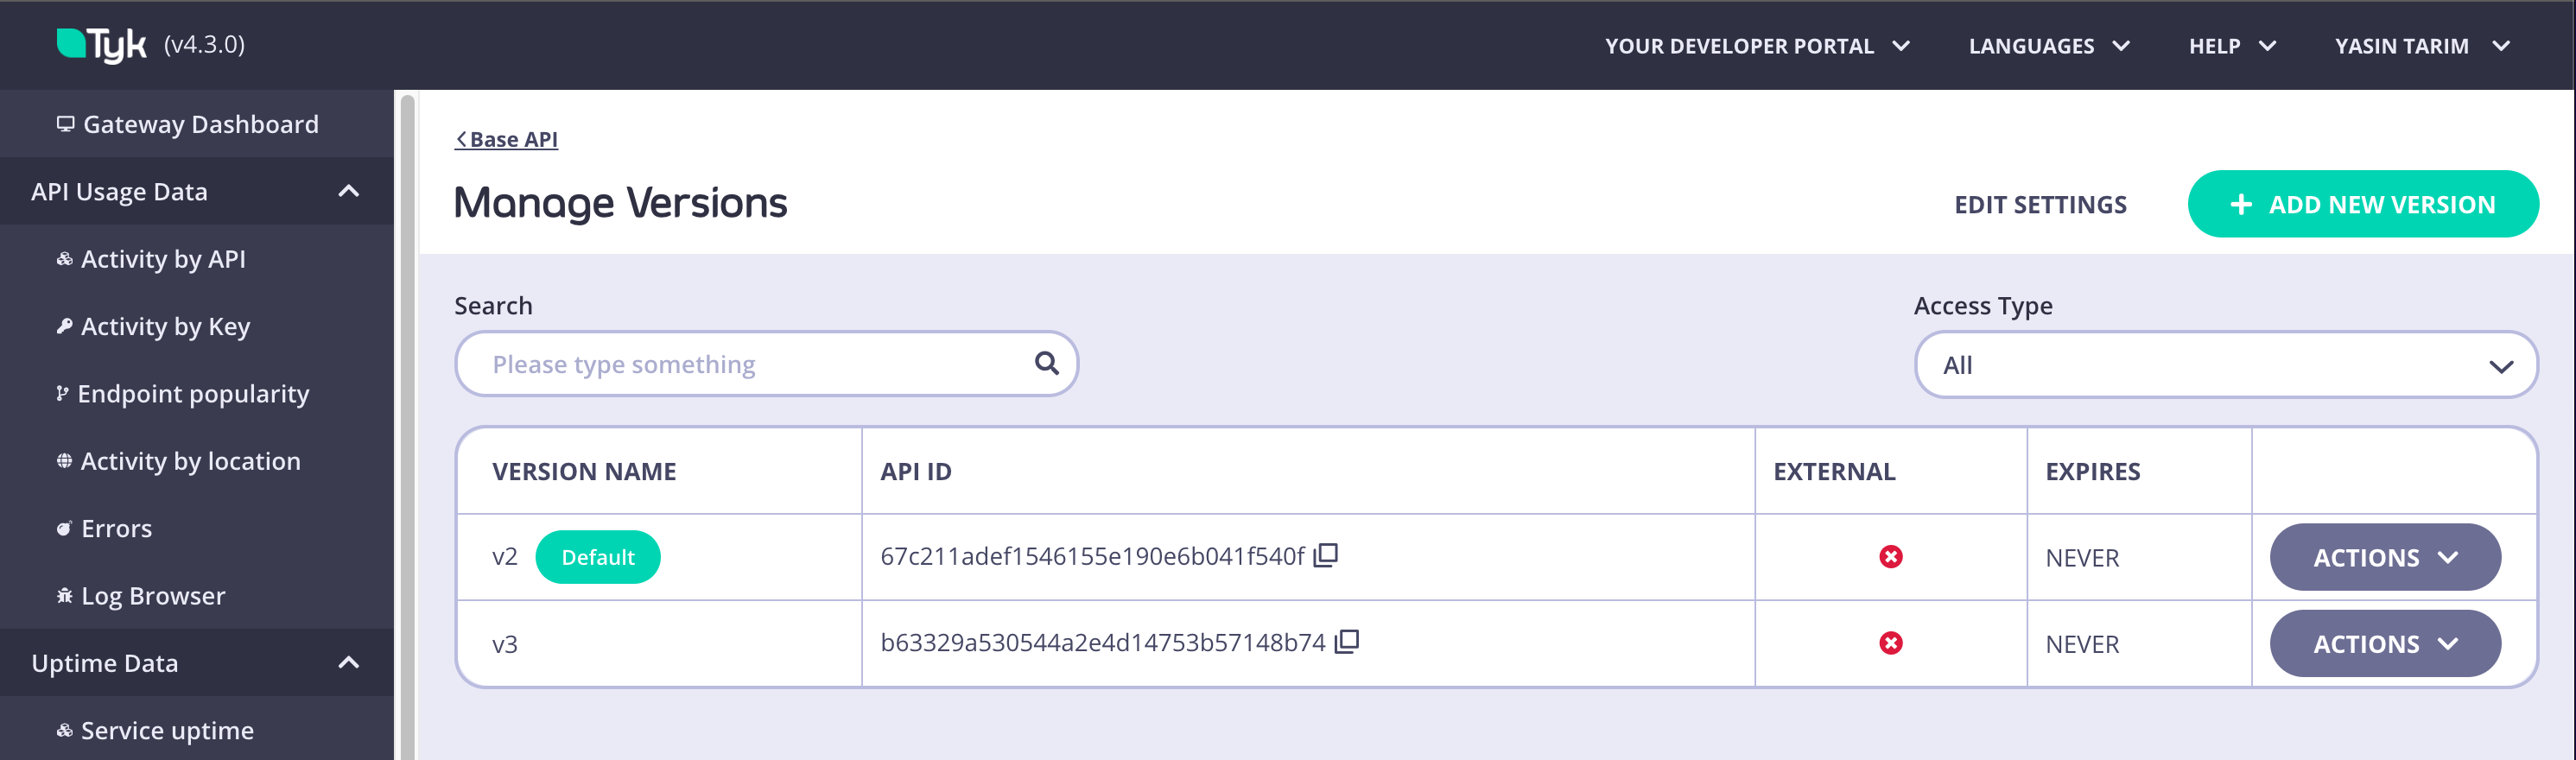 Tyk (v4.3.0)
YOUR DEVELOPER PORTAL
LANGUAGES
HELP
YASIN TARIM
Gateway Dashboard
API Usage Data
Activity by API
Activity by Key
Endpoint popularity
Activity by location
Errors
Log Browser
Uptime Data
Service uptime
Base API
Manage Versions
EDIT SETTINGS
ADD NEW VERSION
Search
Please type something
Access Type
All
VERSION NAME API ID EXTERNAL EXPIRES
v2 Default 67c211adef1546155e190e6b041f540f NEVER ACTIONS
v3 b63329a530544a2e4d14753b57148b74 NEVER ACTIONS